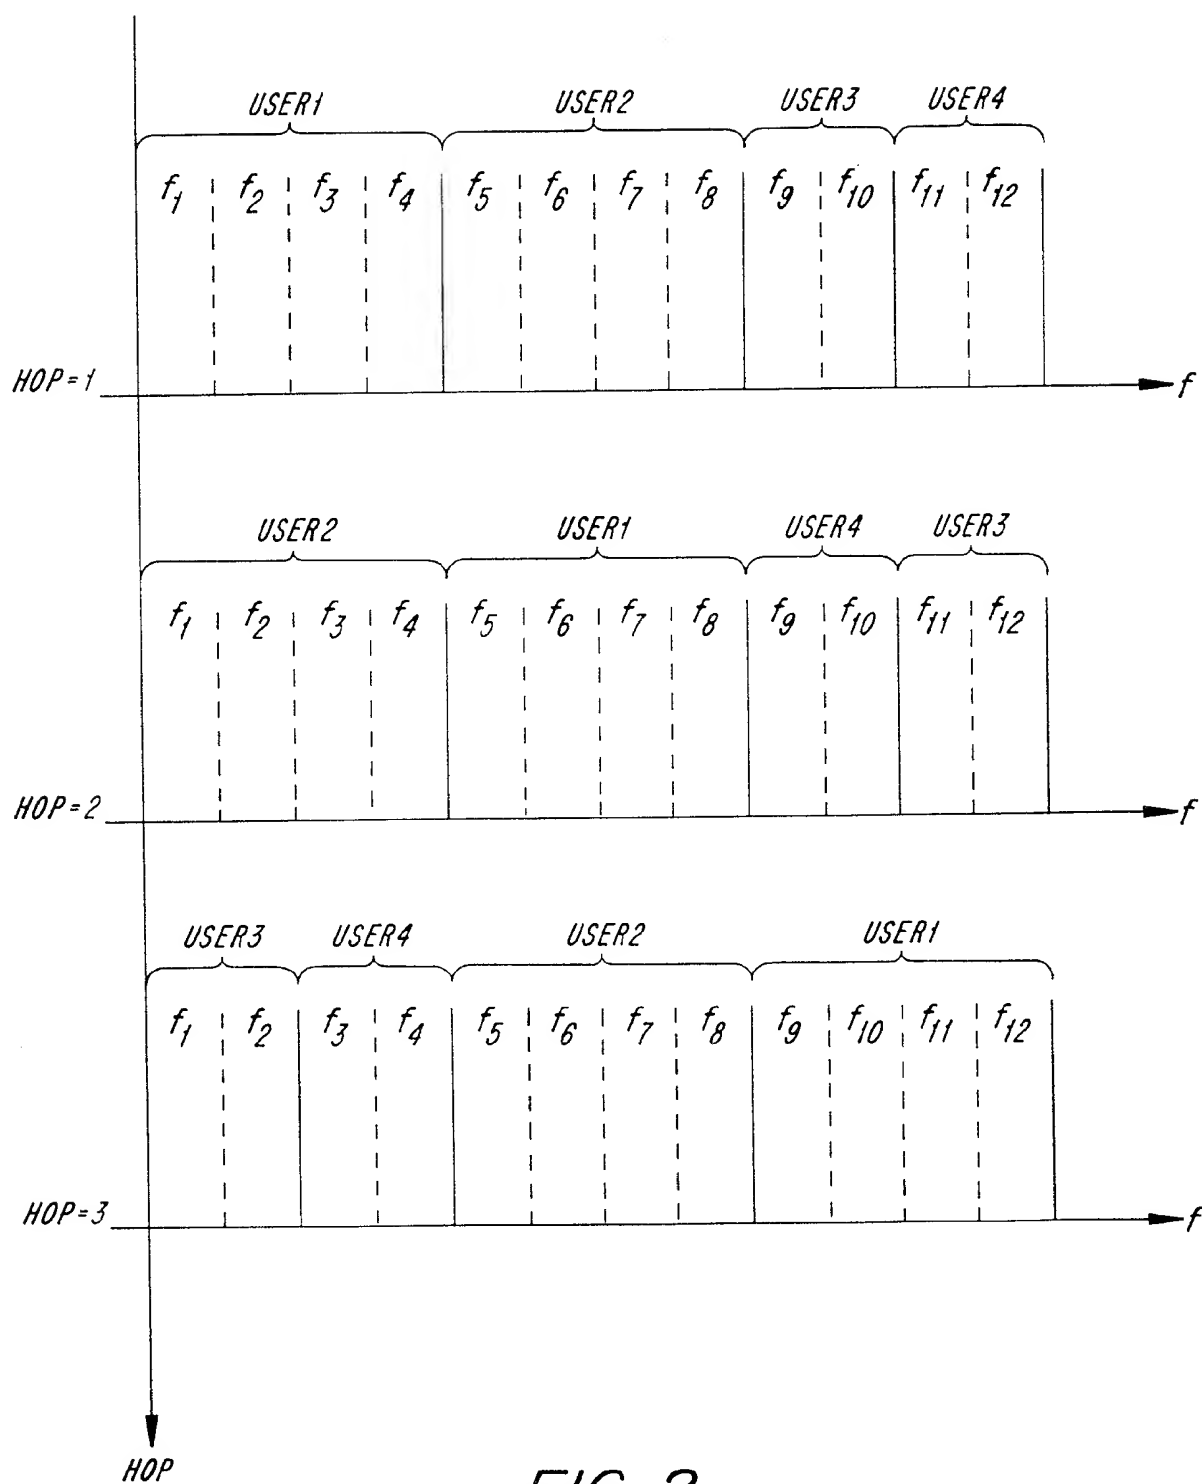 USER1 USER2 USER3 USER4
f1 f2 f3 f4 f5 f6 f7 f8 f9 f10 f11 f12
HOP=1 f
USER2 USER1 USER4 USER3
f1 f2 f3 f4 f5 f6 f7 f8 f9 f10 f11 f12
HOP=2 f
USER3 USER4 USER2 USER1
f1 f2 f3 f4 f5 f6 f7 f8 f9 f10 f11 f12
HOP=3 f
HOP